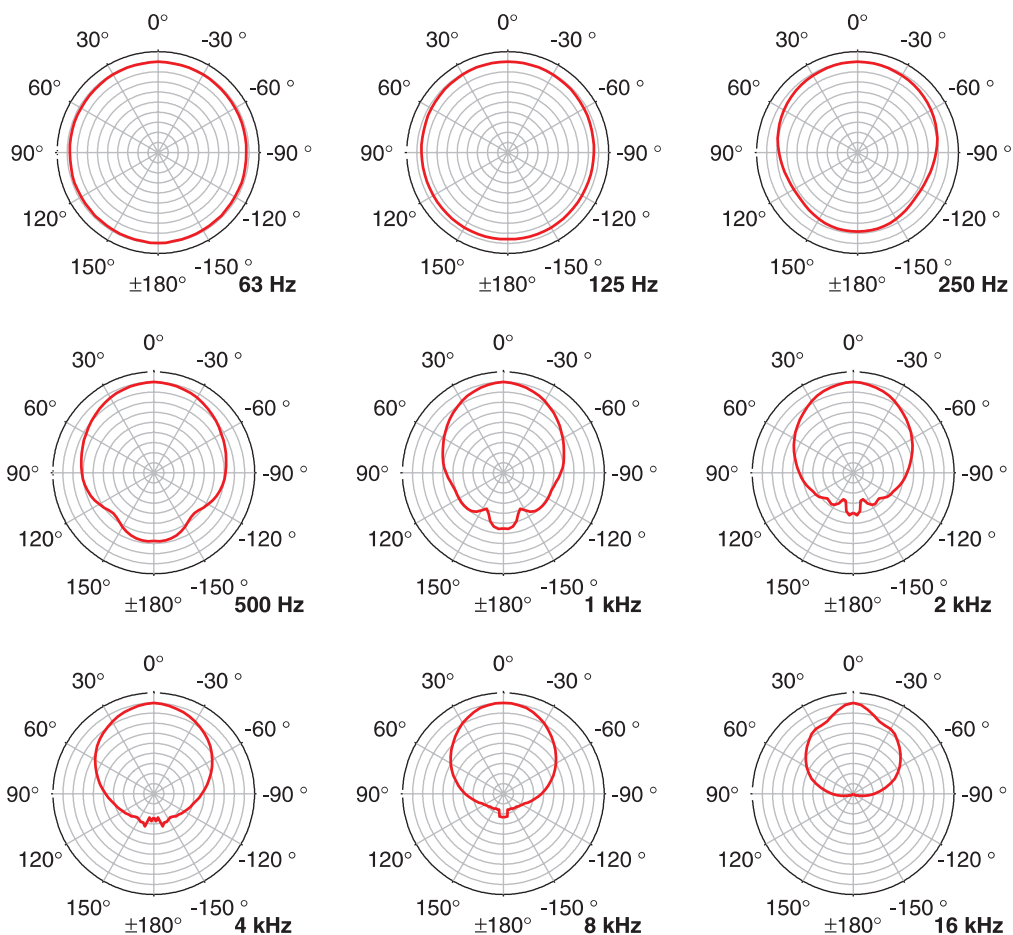 0° 0° 0°
30° -30 ° 30° -30 ° 30° -30 °
60° -60 ° 60° -60 ° 60° -60 °
90° -90 ° 90° -90 ° 90° -90 °
120° -120 ° 120° -120 ° 120° -120 °
150° -150 ° 150° -150 ° 150° -150 °
±180° 63 Hz ±180° 125 Hz ±180° 250 Hz
0° 0° 0°
30° -30 ° 30° -30 ° 30° -30 °
60° -60 ° 60° -60 ° 60° -60 °
90° -90 ° 90° -90 ° 90° -90 °
120° -120 ° 120° -120 ° 120° -120 °
150° -150 ° 150° -150 ° 150° -150 °
±180° 500 Hz ±180° 1 kHz ±180° 2 kHz
0° 0° 0°
30° -30 ° 30° -30 ° 30° -30 °
60° -60 ° 60° -60 ° 60° -60 °
90° -90 ° 90° -90 ° 90° -90 °
120° -120 ° 120° -120 ° 120° -120 °
150° -150 ° 150° -150 ° 150° -150 °
±180° 4 kHz ±180° 8 kHz ±180° 16 kHz